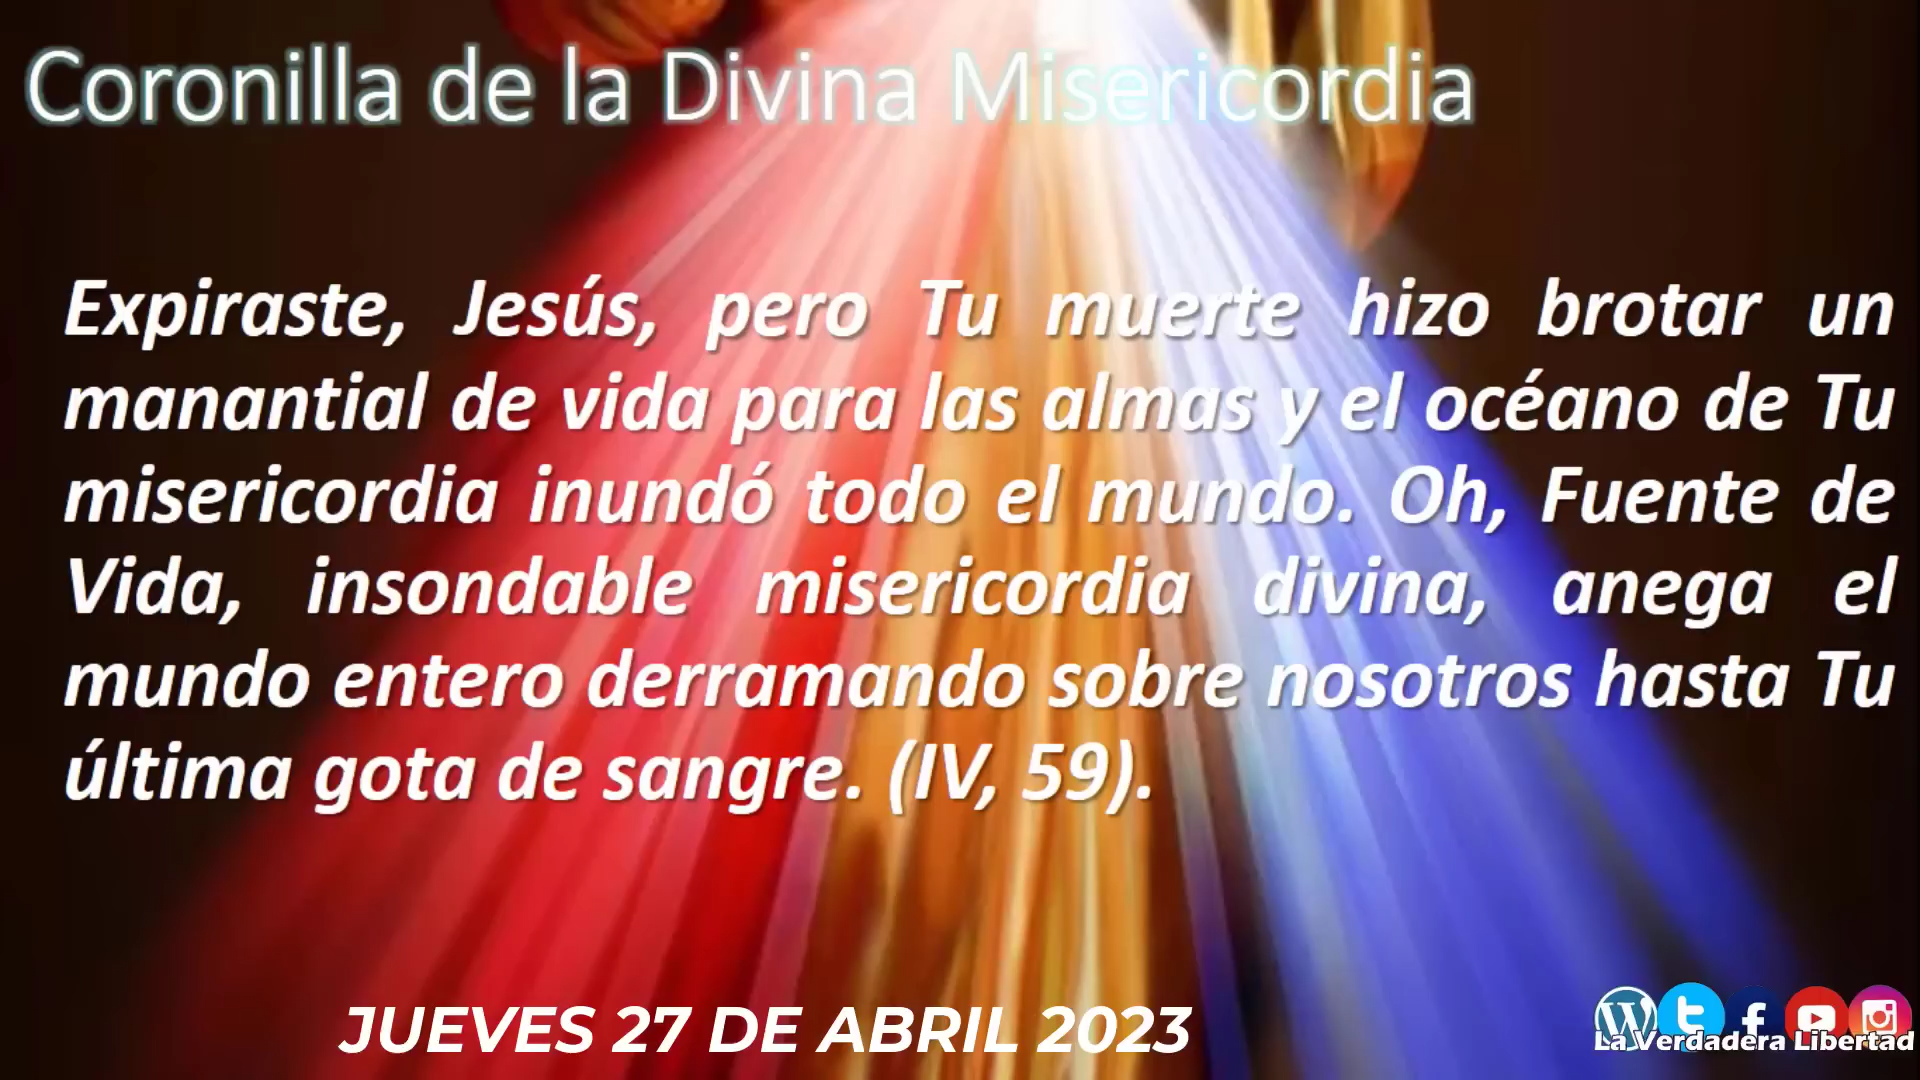 Coronilla de la Divina Misericordia
Expiraste, Jesús, pero Tu muerte hizo brotar un
manantial de vida para las almas y el océano de Tu
misericordia inundó todo el mundo. Oh, Fuente de
Vida, insondable misericordia divina, anega el
mundo entero derramando sobre nosotros hasta Tu
última gota de sangre. (IV, 59).
JUEVES 27 DE ABRIL 2023
La Verdadera Libertad